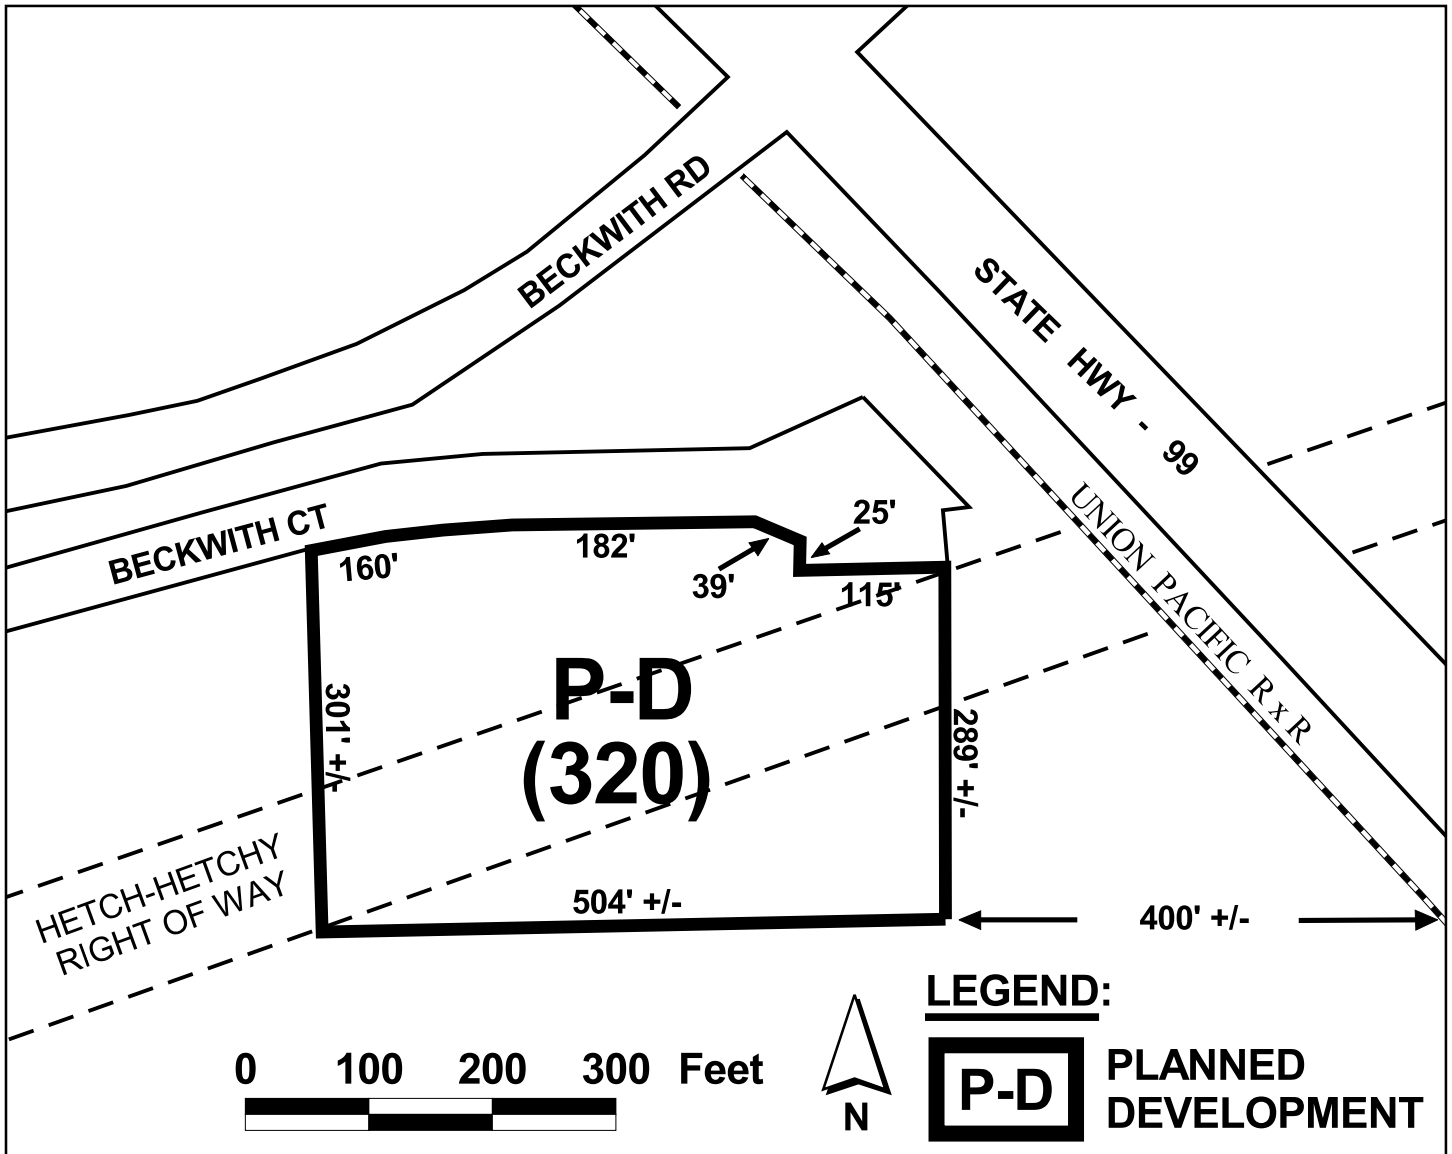 BECKWITH RD
STATE HWY - 99
BECKWITH CT
UNION PACIFIC R x R
160'
182'
39'
25'
115'
301' +/-
P-D
(320)
289' +/-
HETCH-HETCHY
RIGHT OF WAY
504' +/-
400' +/-
LEGEND:
0 100 200 300 Feet
N
P-D
PLANNED
DEVELOPMENT